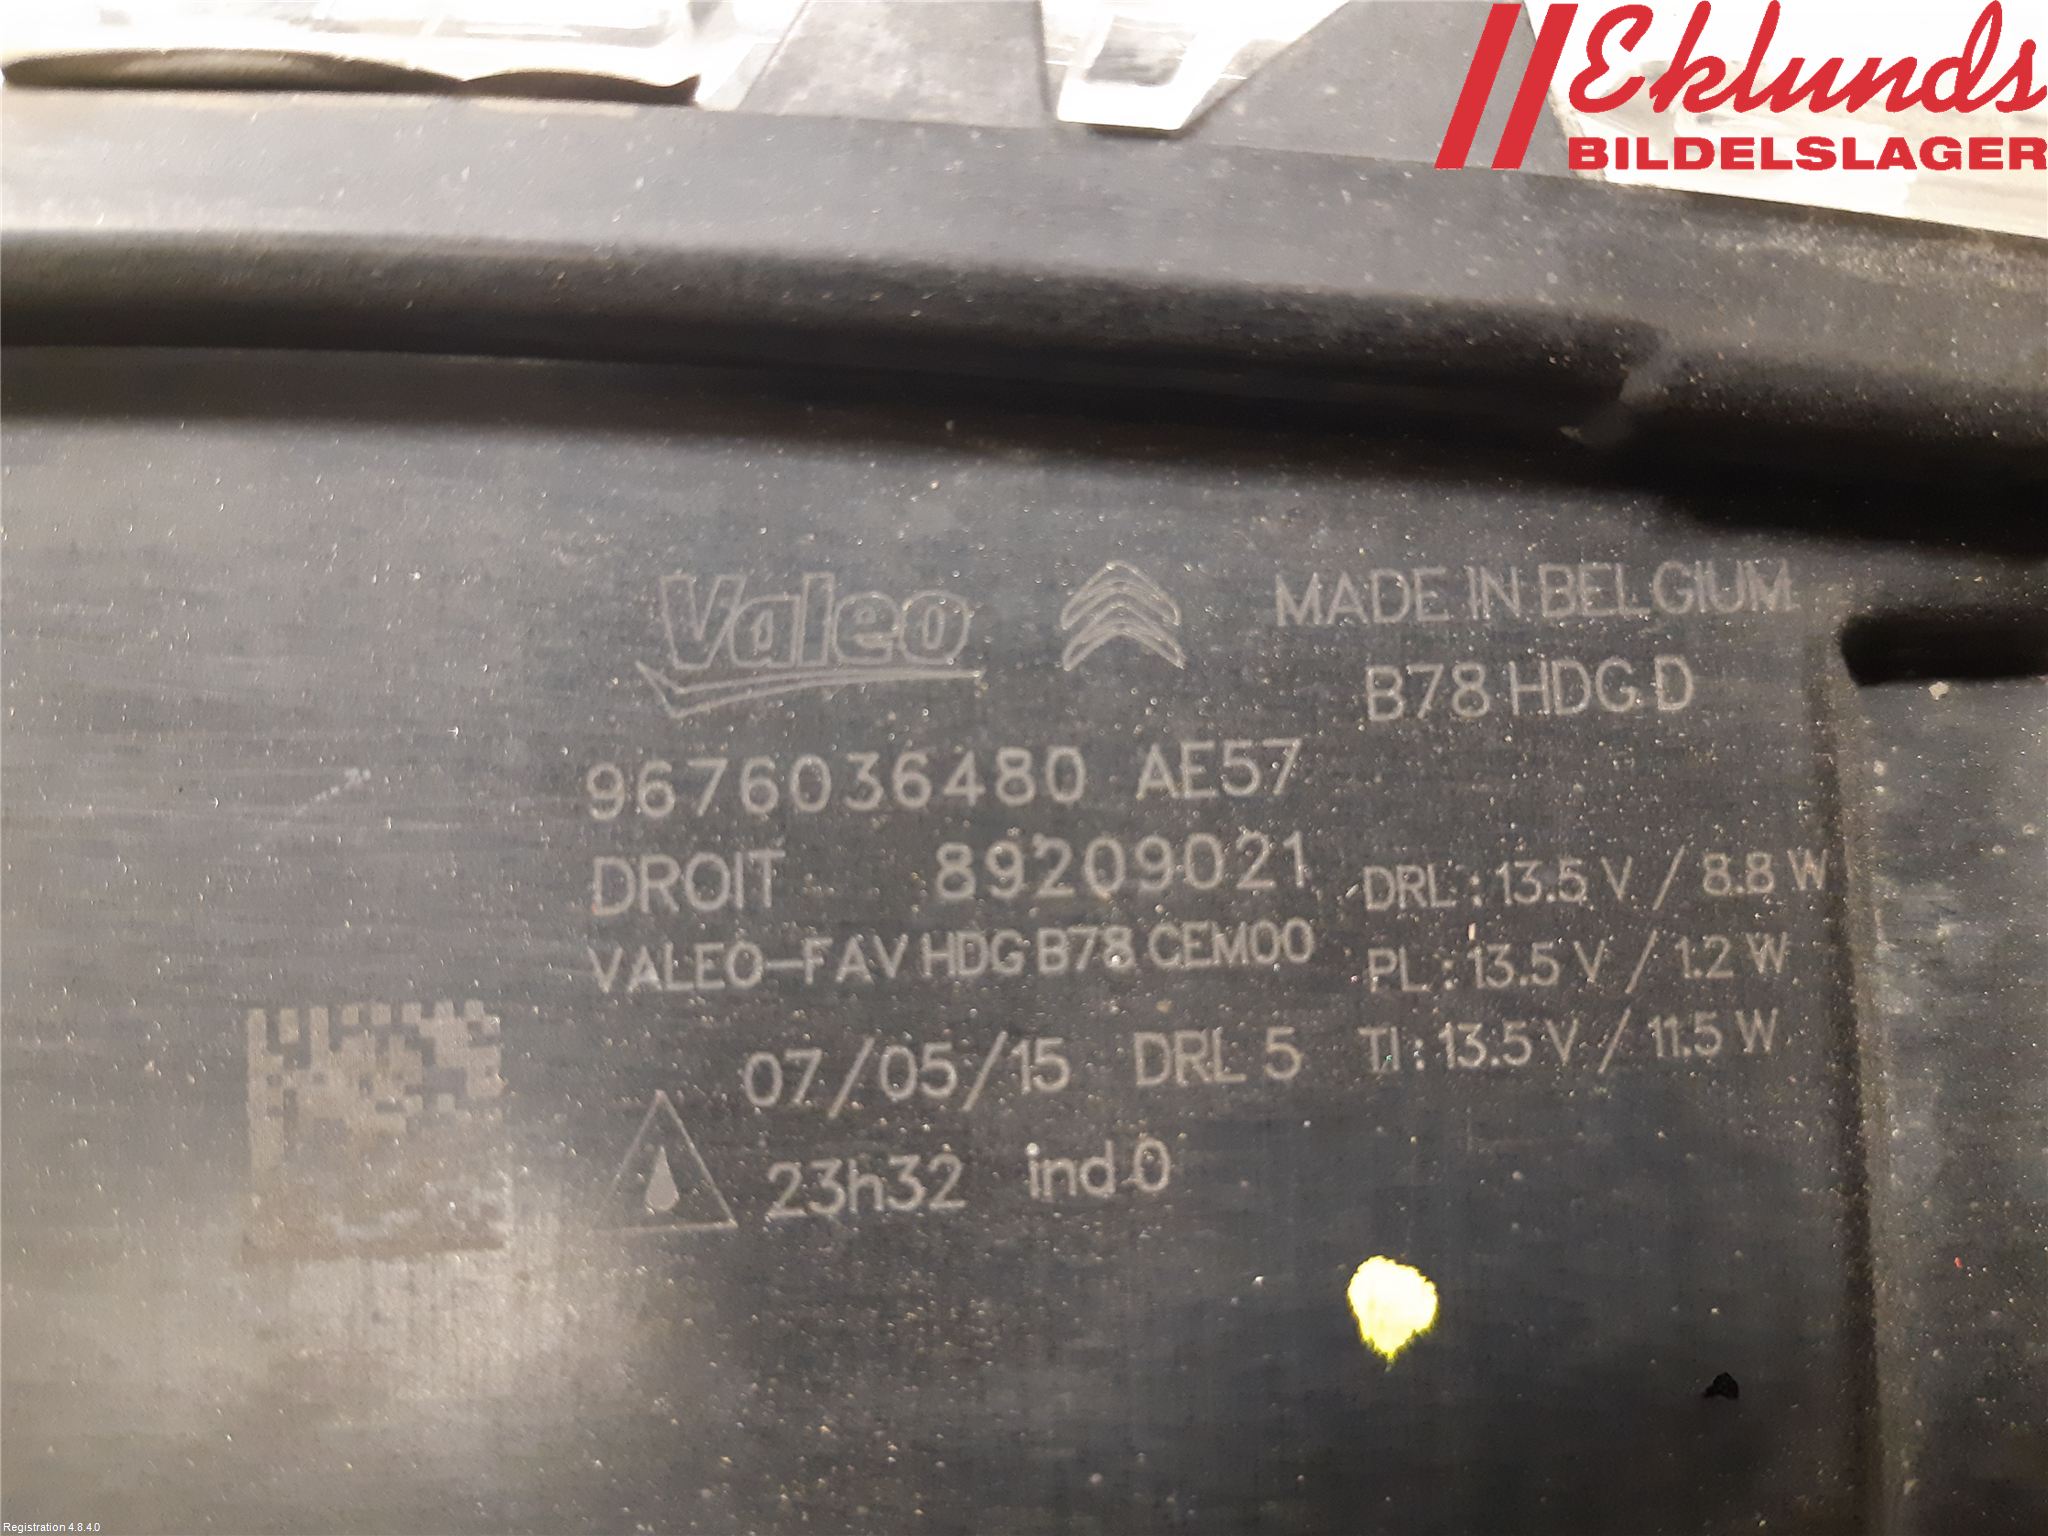 Eklunds
BILDELSLAGER
Valeo MADE IN BELGIUM
B78 HDG D
9676036480 AE57
DROIT 89209021 DRL : 13.5 V / 8.8 W
VALEO-FAV HDG B78 CEM00 PL : 13.5 V / 1.2 W
07/05/15 DRL 5 TI : 13.5 V / 11.5 W
23h32 ind 0
Registration 4.8.4.0